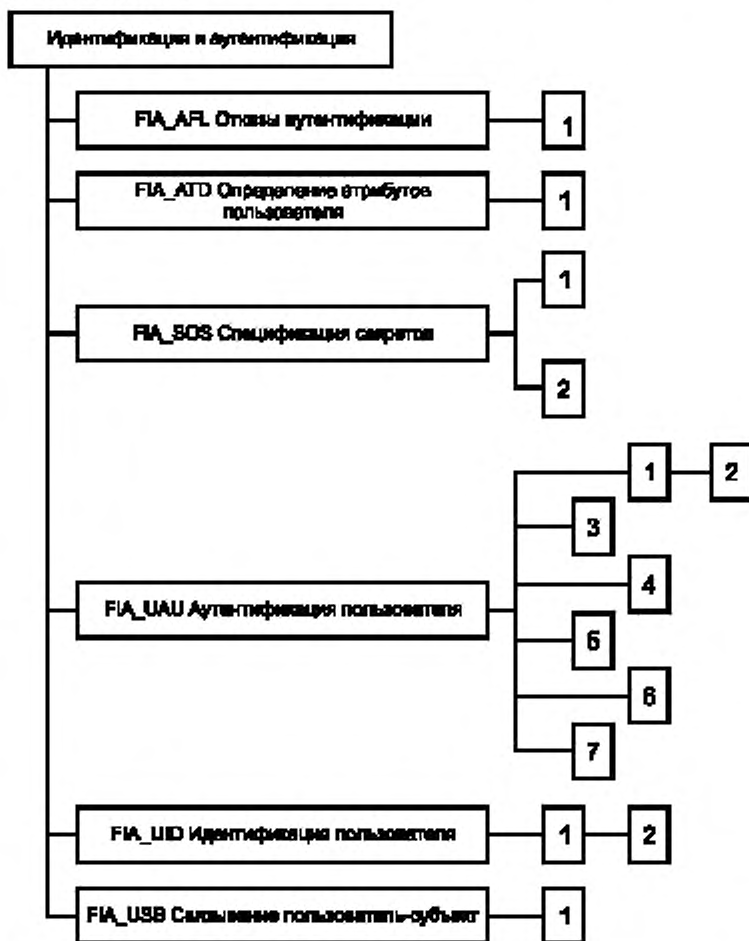 Идентификация и аутентификация
FIA_AFL Отказы аутентификации
1
FIA_ATD Определение атрибутов
пользователя
1
FIA_SOS Спецификация секретов
1
2
FIA_UAU Аутентификация пользователя
1
2
3
4
5
6
7
FIA_UID Идентификация пользователя
1
2
FIA_USB Связывание пользователь-субъект
1